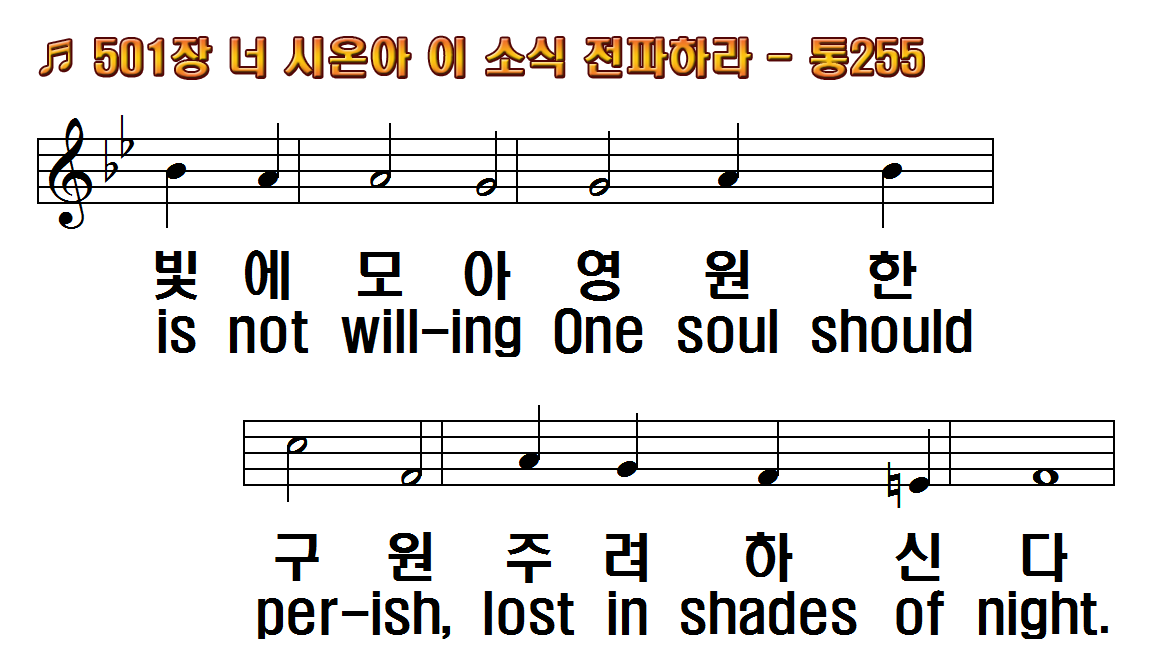 ♬ 501장 너 시온아 이 소식 전파하라 - 통255
빛 에 모 아 영 원 한
is not will-ing One soul should
구 원 주 려 하 신 다
per-ish, lost in shades of night.